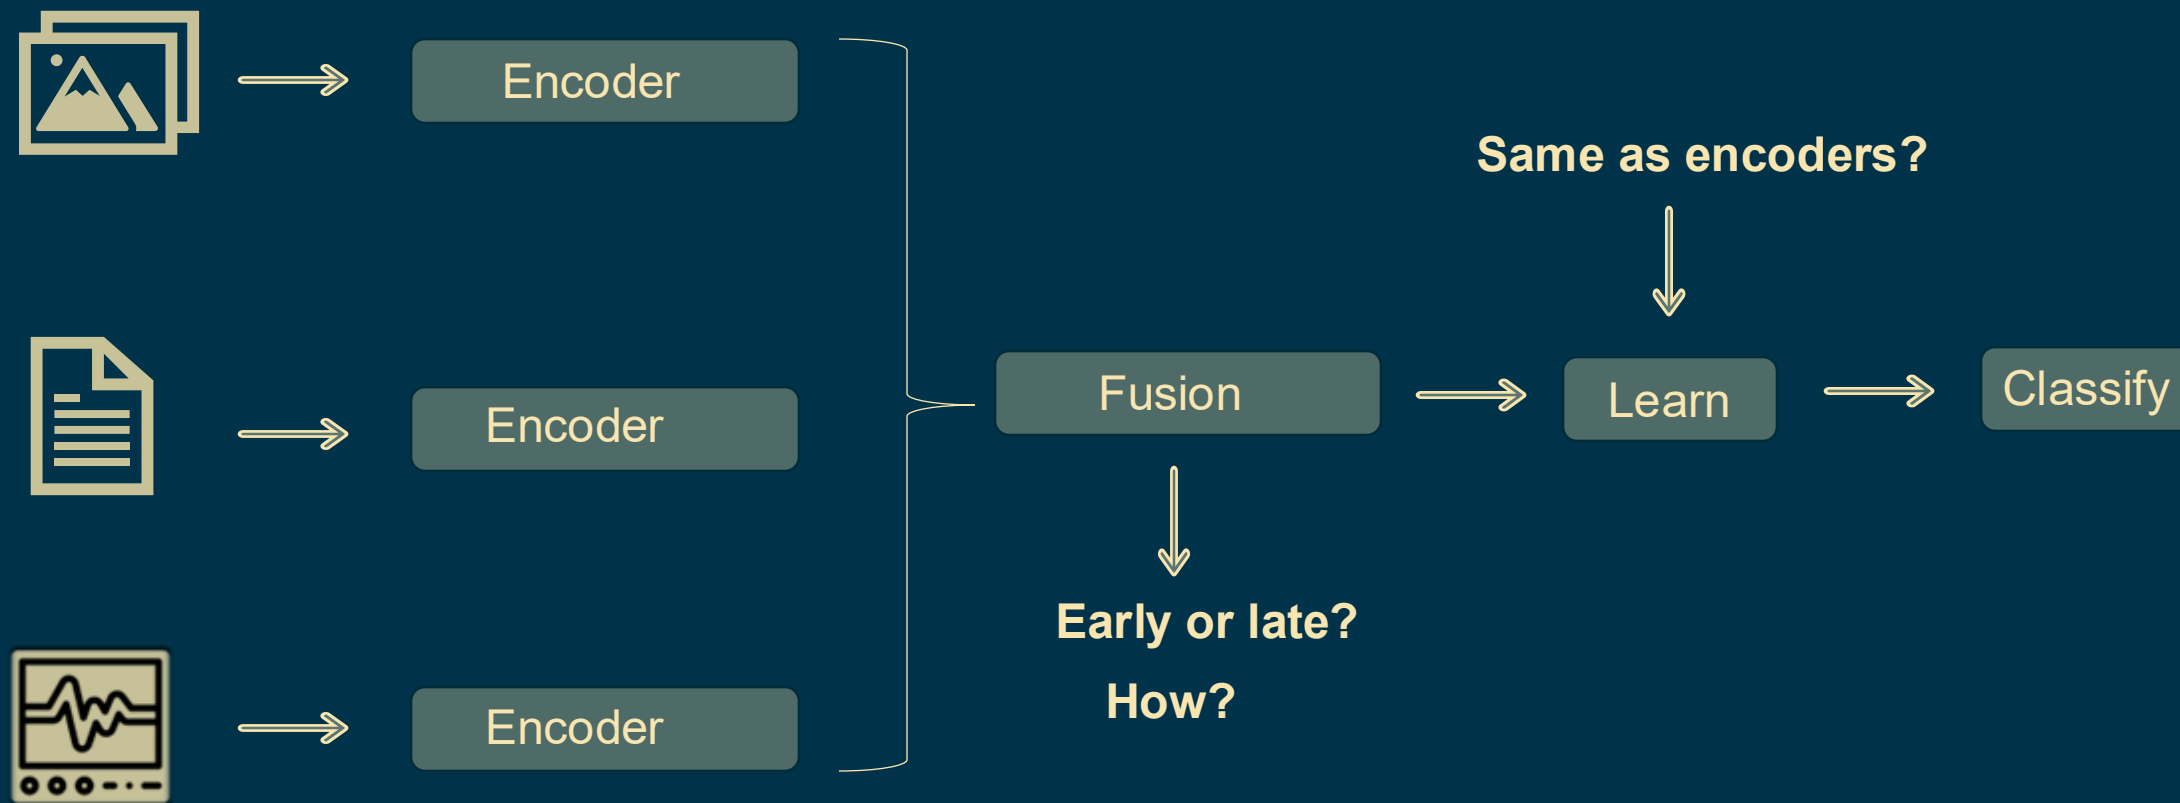 Encoder
Same as encoders?
Encoder
Fusion
Learn
Classify
Early or late?
How?
Encoder